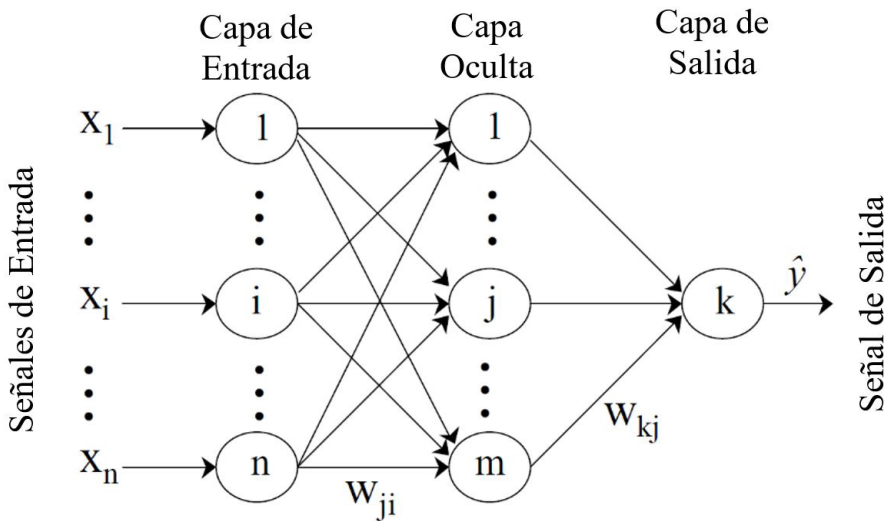 Capa de
Entrada
Capa
Oculta
Capa de
Salida
Señales de Entrada
x1
1
1
xi
i
j
k
ŷ
Señal de Salida
xn
n
wji
m
wkj